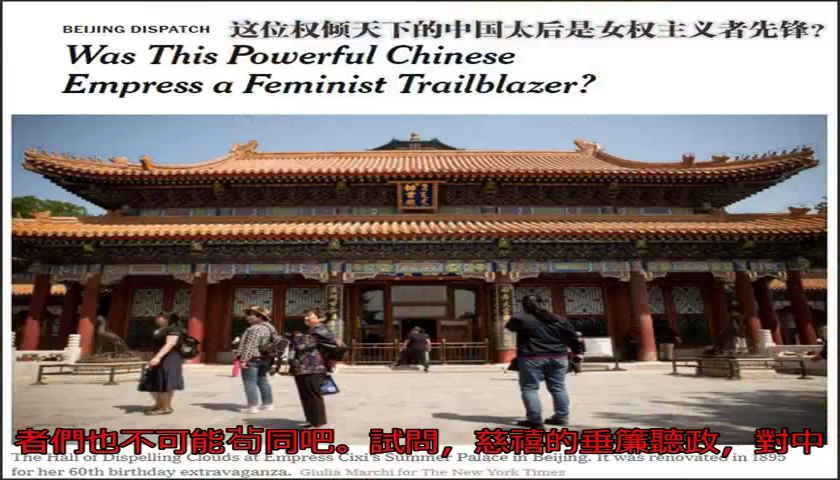 BEIJING DISPATCH 这位权倾天下的中国太后是女权主义者先锋?
Was This Powerful Chinese
Empress a Feminist Trailblazer?
者們也不可能苟同吧。試問，慈禧的垂簾聽政，對中
The Hall of Dispelling Clouds at Empress Cixi's Summer Palace in Beijing. It was renovated in 1895
for her 60th birthday extravaganza. Giulia Marchi for The New York Times